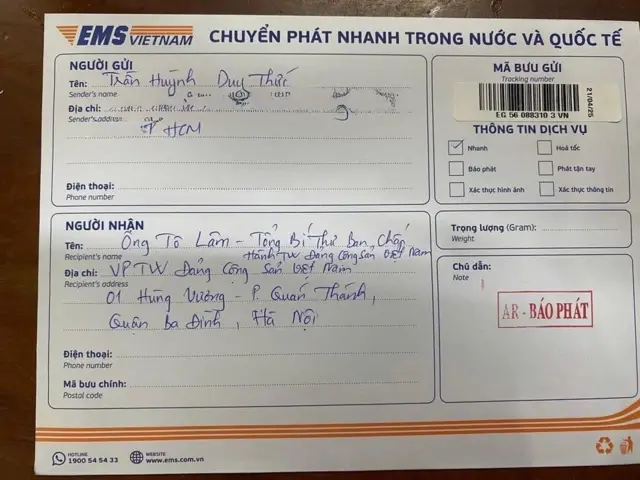 EMS VIETNAM
CHUYỂN PHÁT NHANH TRONG NƯỚC VÀ QUỐC TẾ
NGƯỜI GỬI
Tên: Trần Huỳnh Duy Thức
Sender's name
Địa chỉ:
Sender's address
TP HCM
Điện thoại:
Phone number
MÃ BƯU GỬI
Tracking number
21/04/25
EG 56 088310 3 VN
THÔNG TIN DỊCH VỤ
Nhanh
Hoả tốc
Báo phát
Phát tận tay
Xác thực hình ảnh
Xác thực thông tin
NGƯỜI NHẬN
Tên: Ông Tô Lâm - Tổng Bí Thư Ban Chấp
Recipient's name
Hành TW Đảng Cộng Sản Việt Nam
Địa chỉ: VP TW Đảng Cộng Sản Việt Nam
Recipient's address
01 Hùng Vương - P. Quán Thánh,
Quận Ba Đình, Hà Nội
Điện thoại:
Phone number
Mã bưu chính:
Postal code
Trọng lượng (Gram):
Weight
Chú dẫn:
Note
AR - BÁO PHÁT
HOTLINE
1900 54 54 33
WEBSITE
www.ems.com.vn